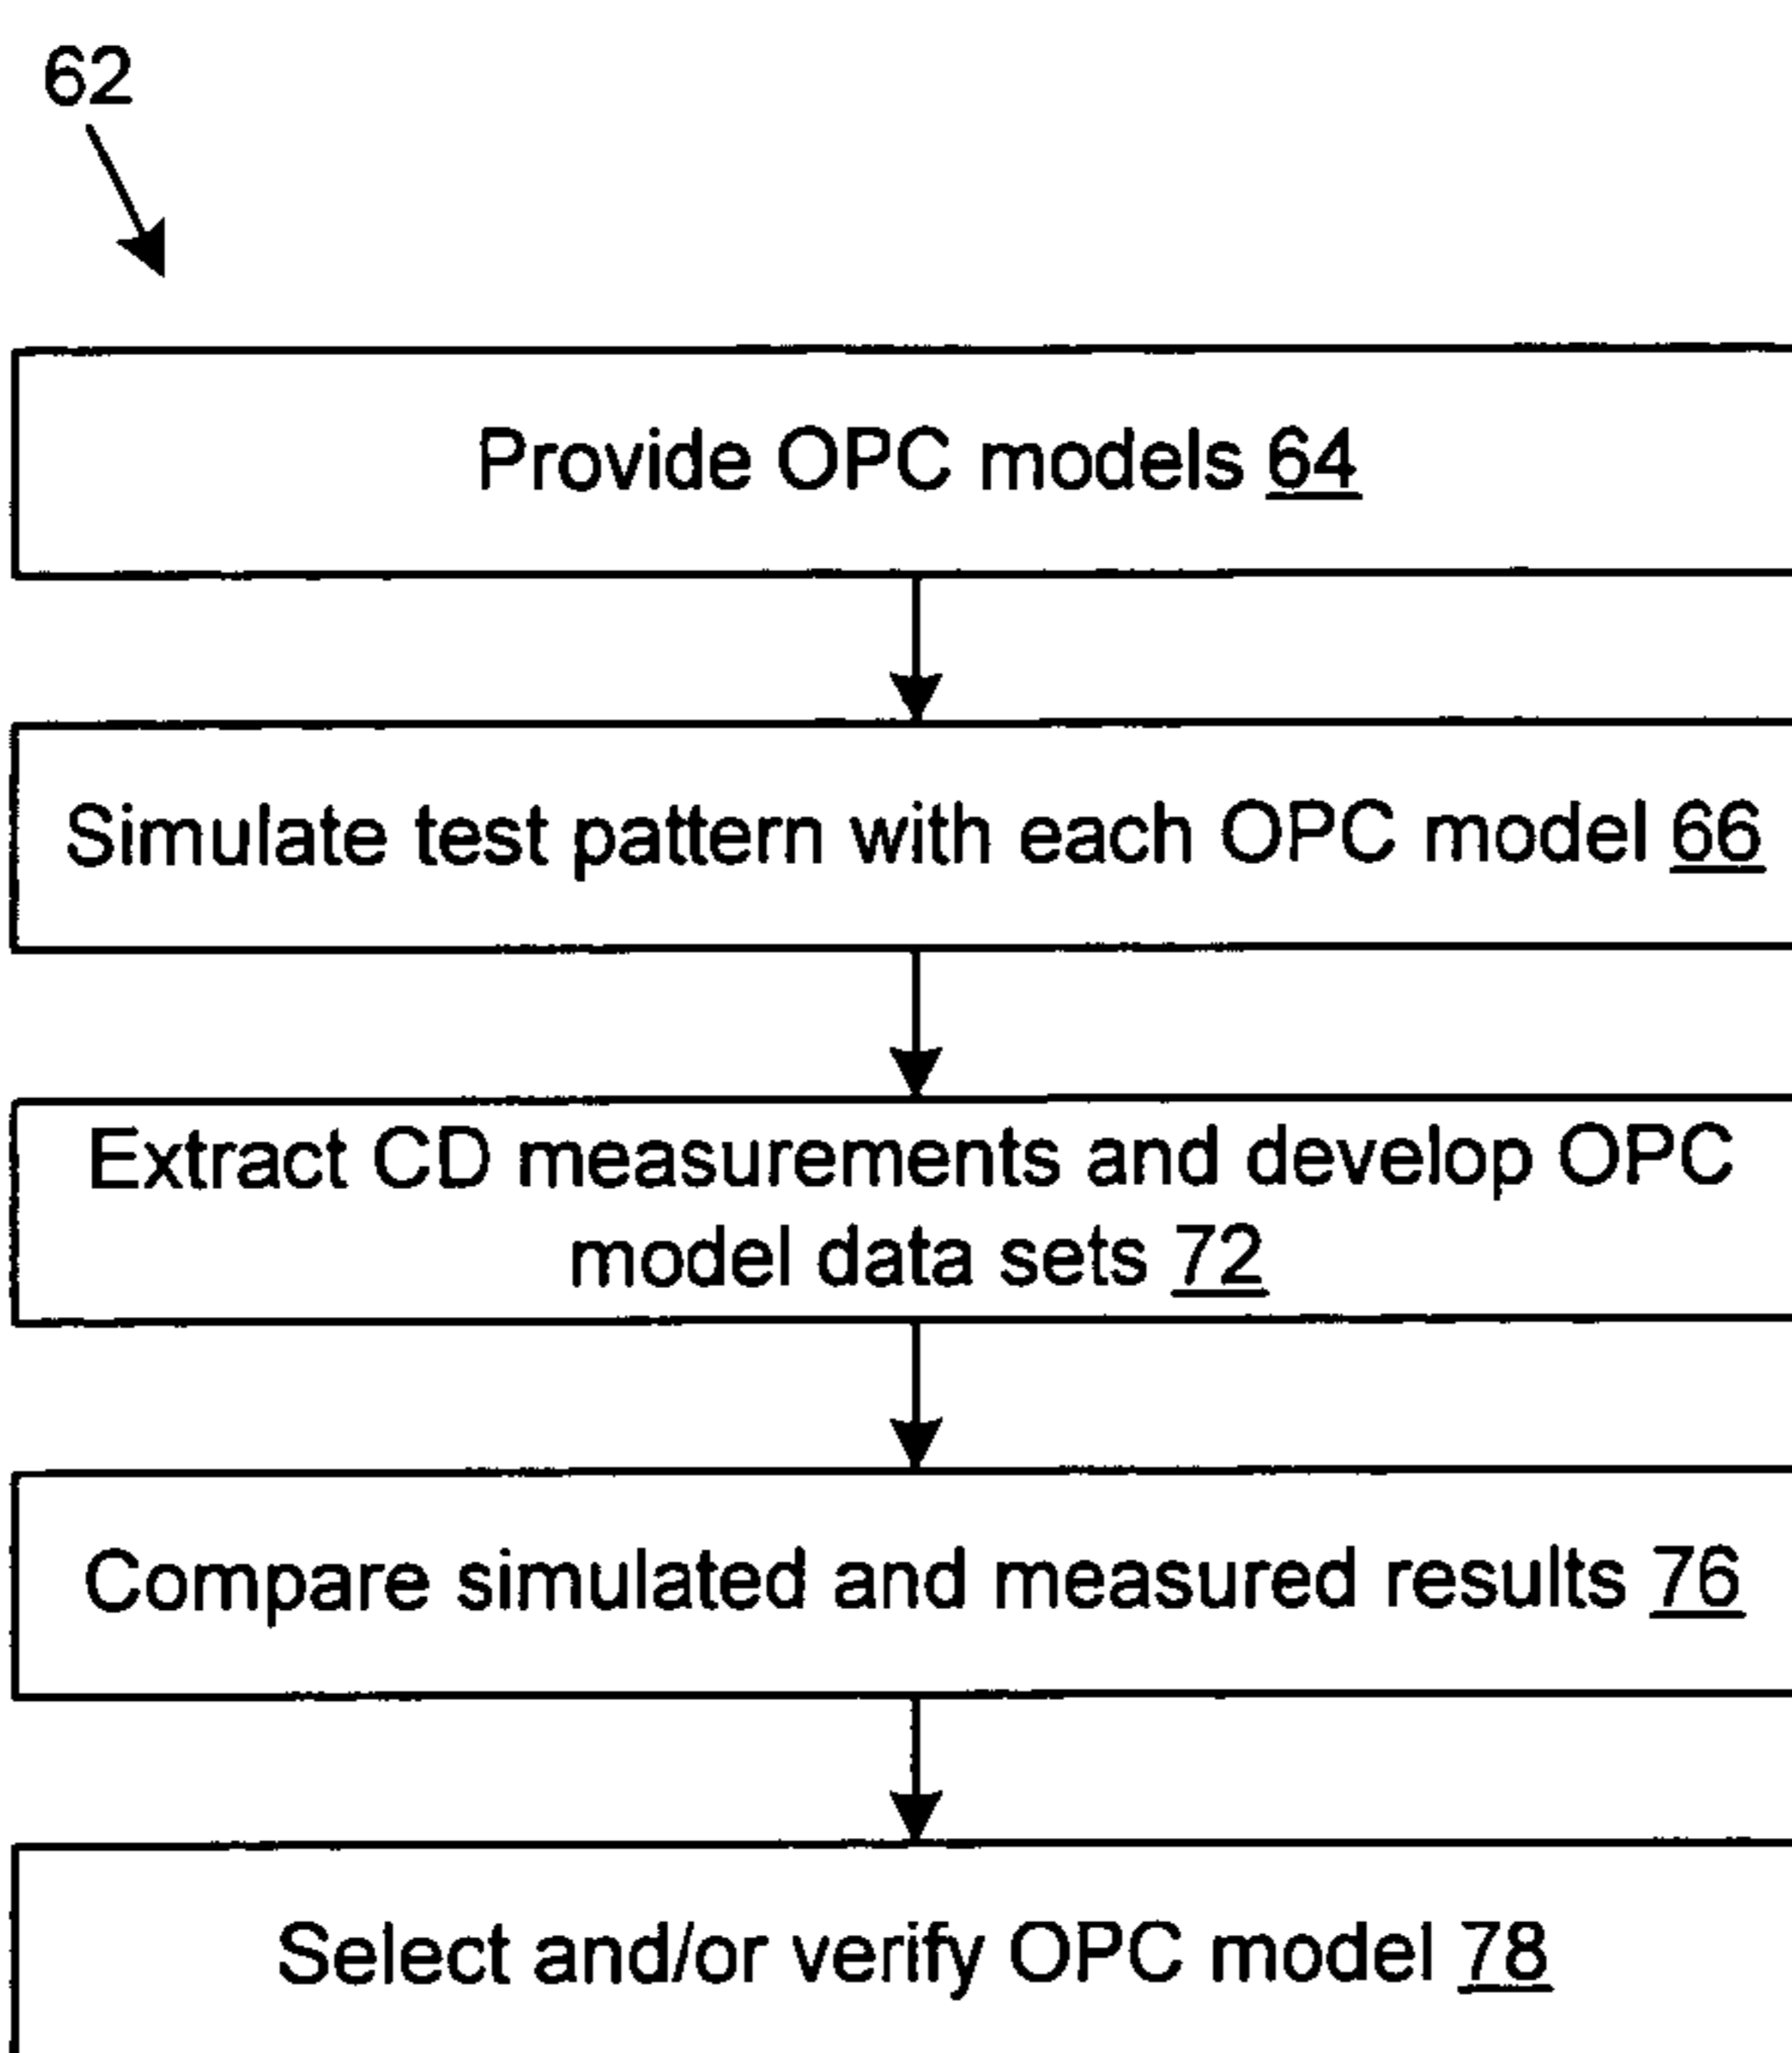 62
Provide OPC models 64
Simulate test pattern with each OPC model 66
Extract CD measurements and develop OPC
model data sets 72
Compare simulated and measured results 76
Select and/or verify OPC model 78